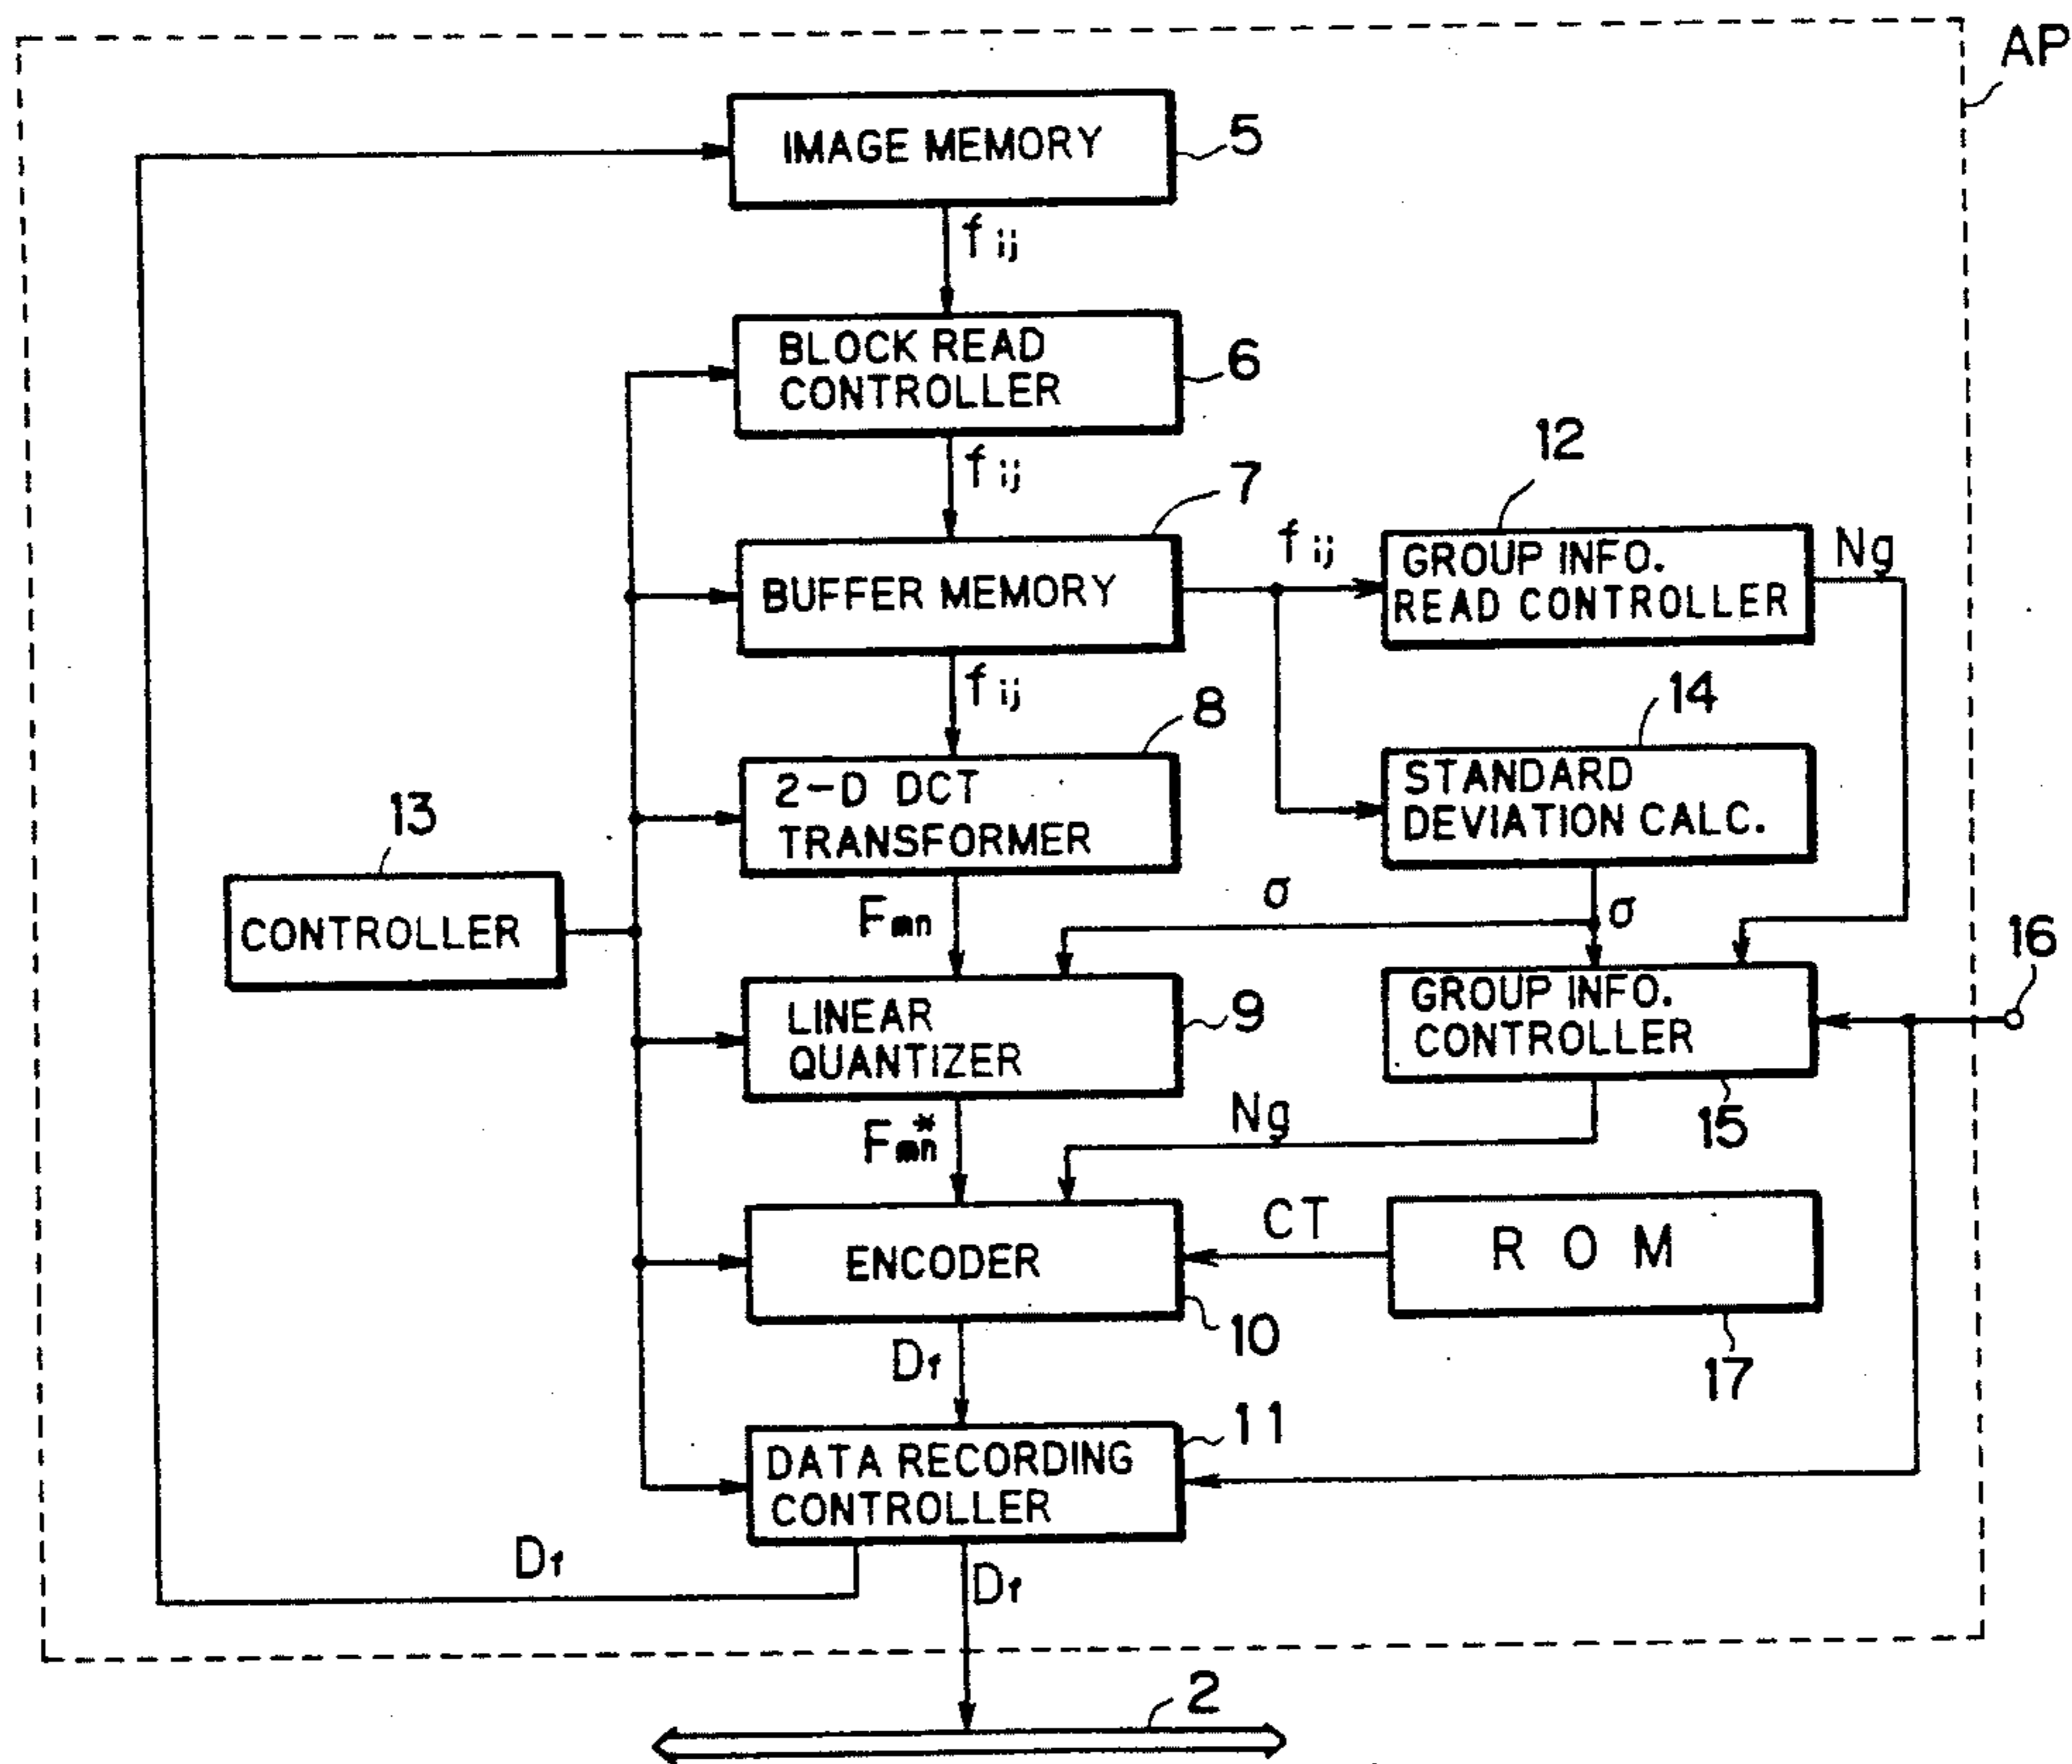 AP
IMAGE MEMORY
5
fij
BLOCK READ
CONTROLLER
6
fij
12
7
fij
GROUP INFO.
READ CONTROLLER
Ng
BUFFER MEMORY
fij
8
14
2-D DCT
TRANSFORMER
STANDARD
DEVIATION CALC.
13
CONTROLLER
Fmn
σ
σ
16
LINEAR
QUANTIZER
9
GROUP INFO.
CONTROLLER
15
Fmn*
Ng
ENCODER
10
CT
ROM
17
Df
11
DATA RECORDING
CONTROLLER
Df
Df
2